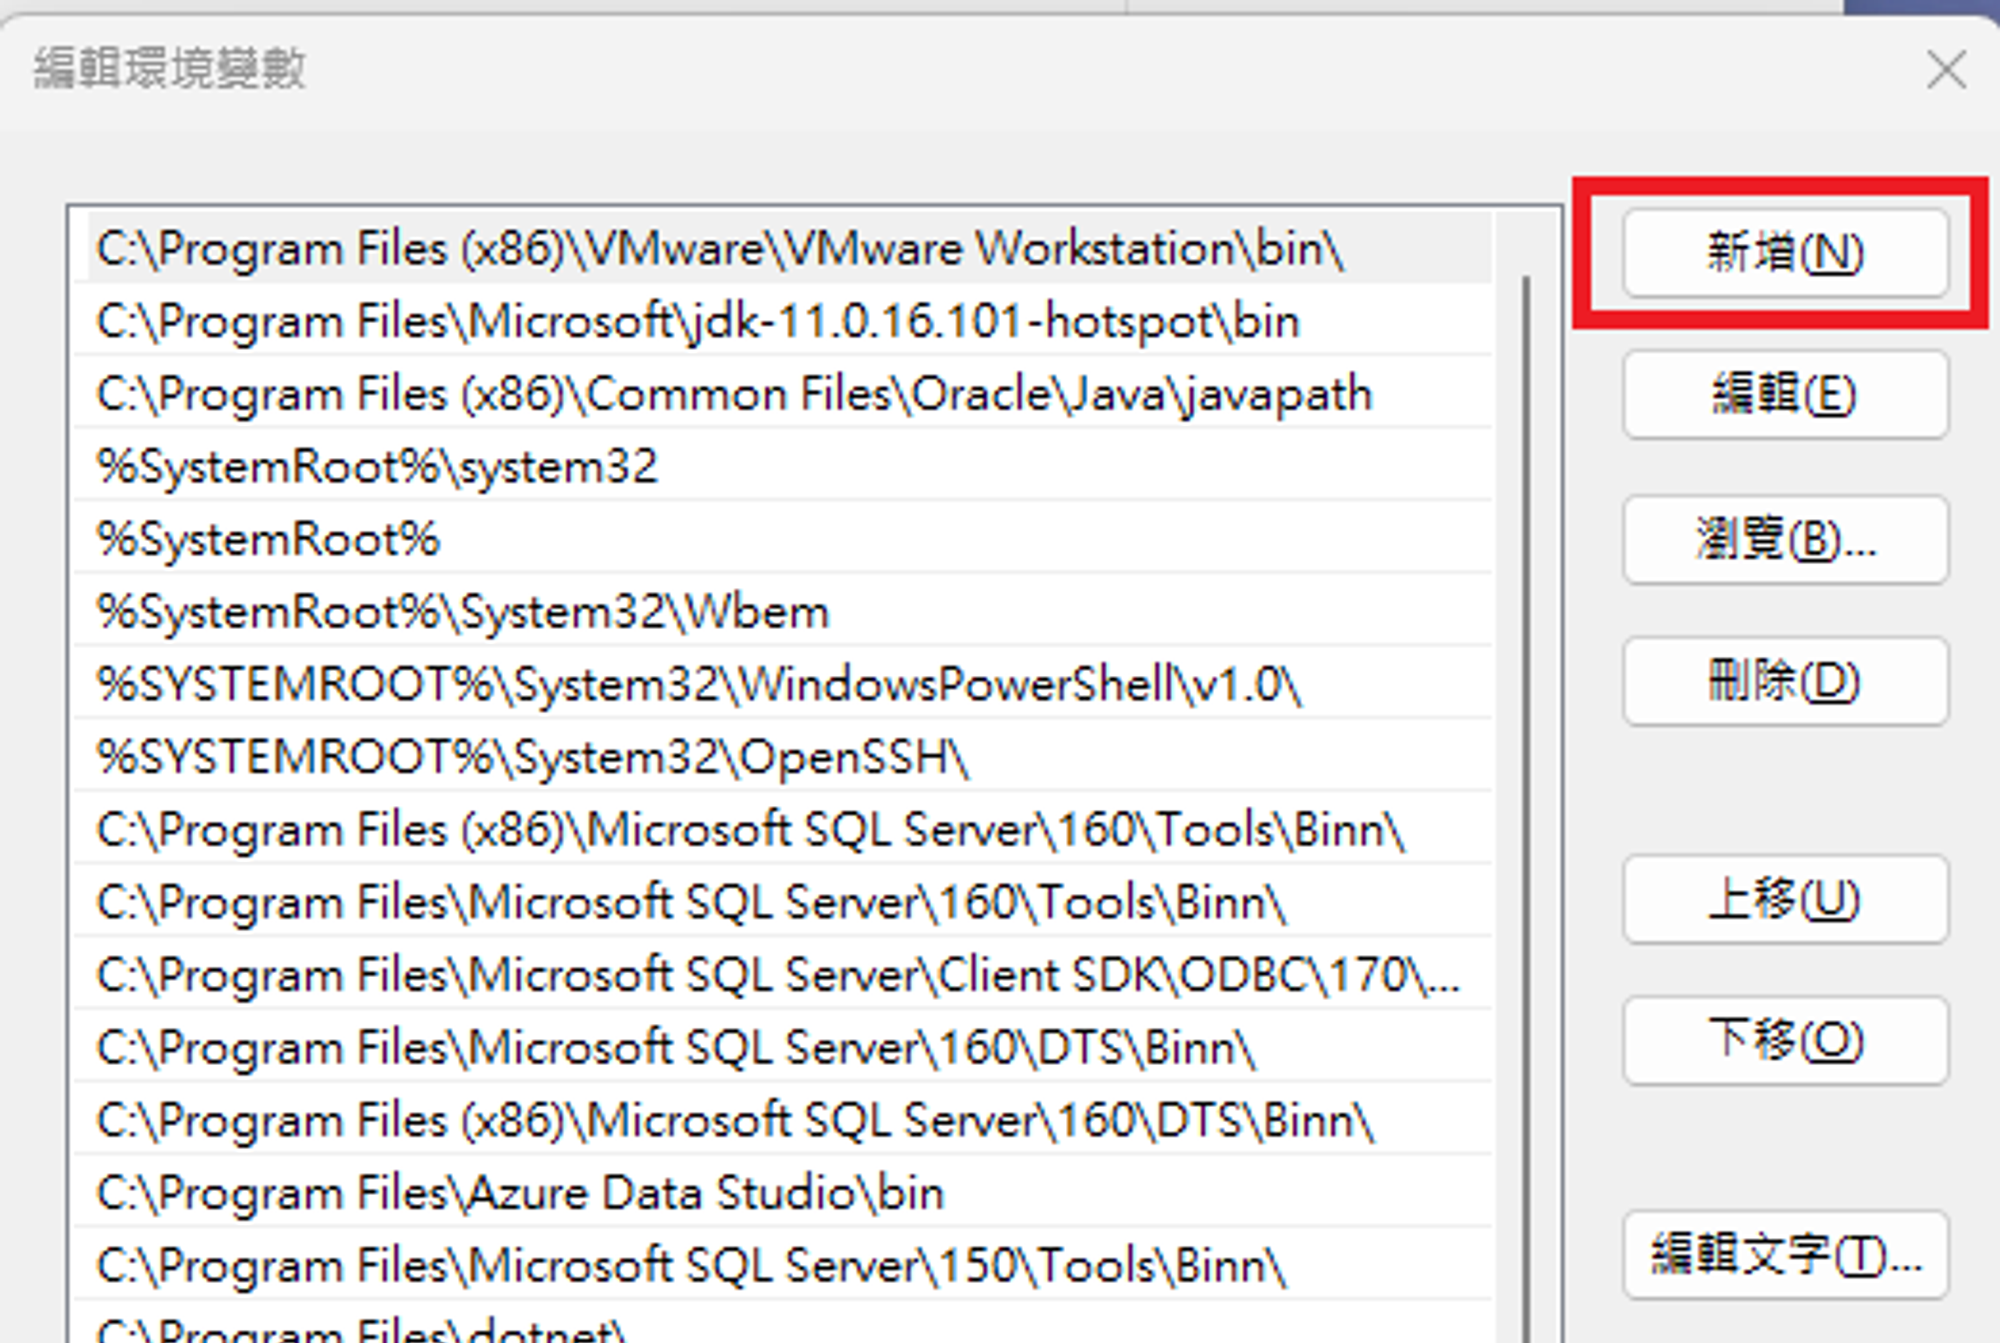 編輯環境變數
C:\Program Files (x86)\VMware\VMware Workstation\bin\
C:\Program Files\Microsoft\jdk-11.0.16.101-hotspot\bin
C:\Program Files (x86)\Common Files\Oracle\Java\javapath
%SystemRoot%\system32
%SystemRoot%
%SystemRoot%\System32\Wbem
%SYSTEMROOT%\System32\WindowsPowerShell\v1.0\
%SYSTEMROOT%\System32\OpenSSH\
C:\Program Files (x86)\Microsoft SQL Server\160\Tools\Binn\
C:\Program Files\Microsoft SQL Server\160\Tools\Binn\
C:\Program Files\Microsoft SQL Server\Client SDK\ODBC\170\...
C:\Program Files\Microsoft SQL Server\160\DTS\Binn\
C:\Program Files (x86)\Microsoft SQL Server\160\DTS\Binn\
C:\Program Files\Azure Data Studio\bin
C:\Program Files\Microsoft SQL Server\150\Tools\Binn\
C:\Program Files\dotnet\
新增(N)
編輯(E)
瀏覽(B)...
刪除(D)
上移(U)
下移(O)
編輯文字(T)...